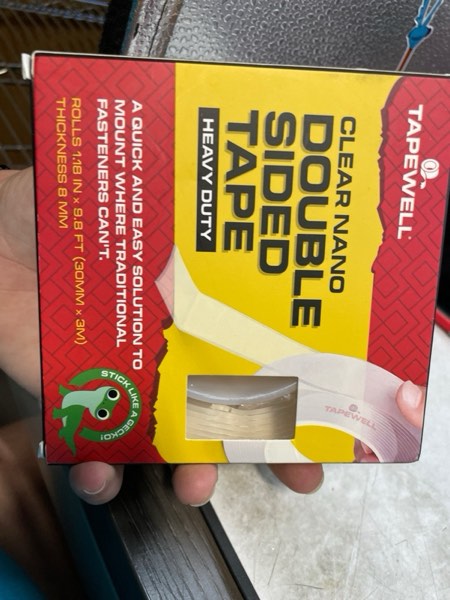 TAPEWELL
CLEAR NANO
DOUBLE
SIDED
TAPE
HEAVY DUTY
A QUICK AND EASY SOLUTION TO
MOUNT WHERE TRADITIONAL
FASTENERS CAN'T.
ROLLS 1.18 IN × 9.8 FT (30MM × 3M)
THICKNESS 8 MM
STICK LIKE A GECKO!
TAPEWELL